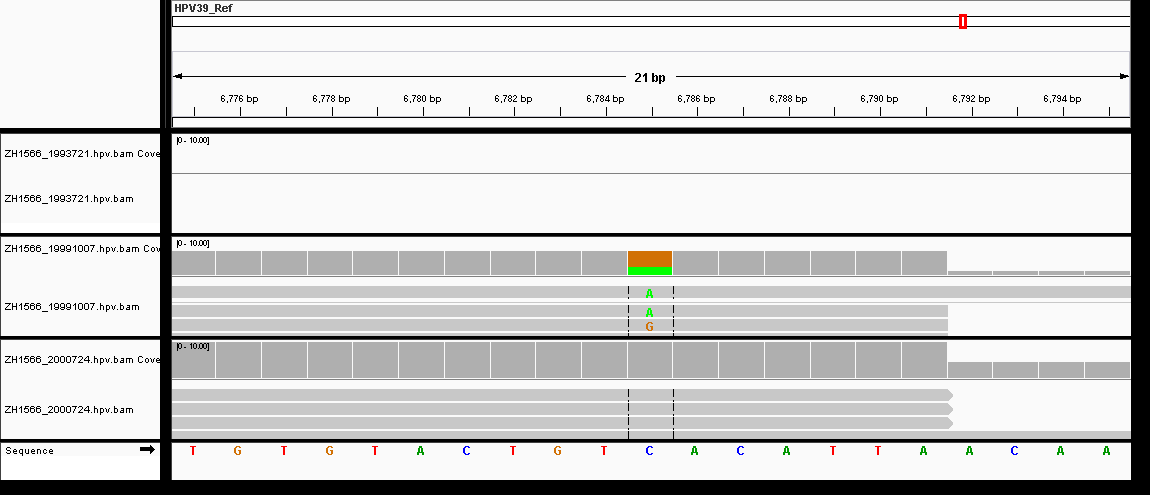 HPV39_Ref
21 bp
6,776 bp 6,778 bp 6,780 bp 6,782 bp 6,784 bp 6,786 bp 6,788 bp 6,790 bp 6,792 bp 6,794 bp
ZH1566_1993721.hpv.bam Cove
[0 - 10.00]
ZH1566_1993721.hpv.bam
ZH1566_19991007.hpv.bam Cov
[0 - 10.00]
ZH1566_19991007.hpv.bam
A
A
G
ZH1566_2000724.hpv.bam Cove
[0 - 10.00]
ZH1566_2000724.hpv.bam
Sequence T G T G T A C T G T C A C A T T A A C A A